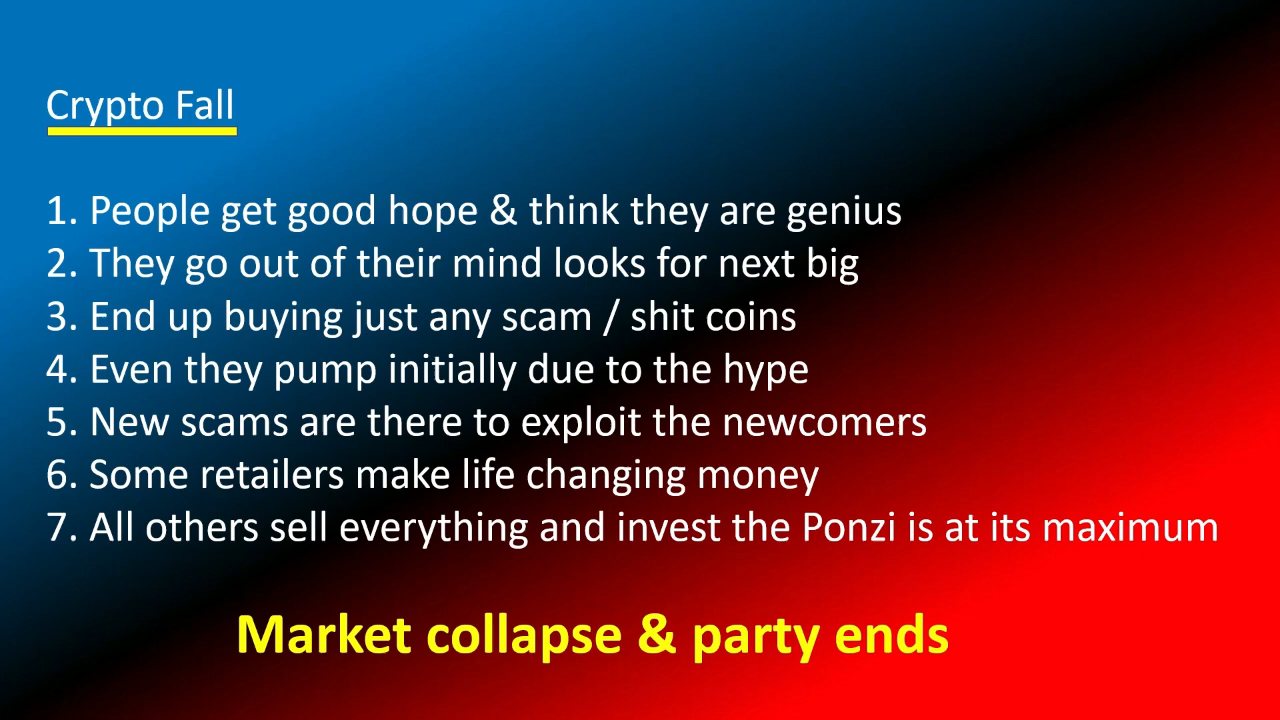 Crypto Fall
1. People get good hope & think they are genius
2. They go out of their mind looks for next big
3. End up buying just any scam / shit coins
4. Even they pump initially due to the hype
5. New scams are there to exploit the newcomers
6. Some retailers make life changing money
7. All others sell everything and invest the Ponzi is at its maximum
Market collapse & party ends